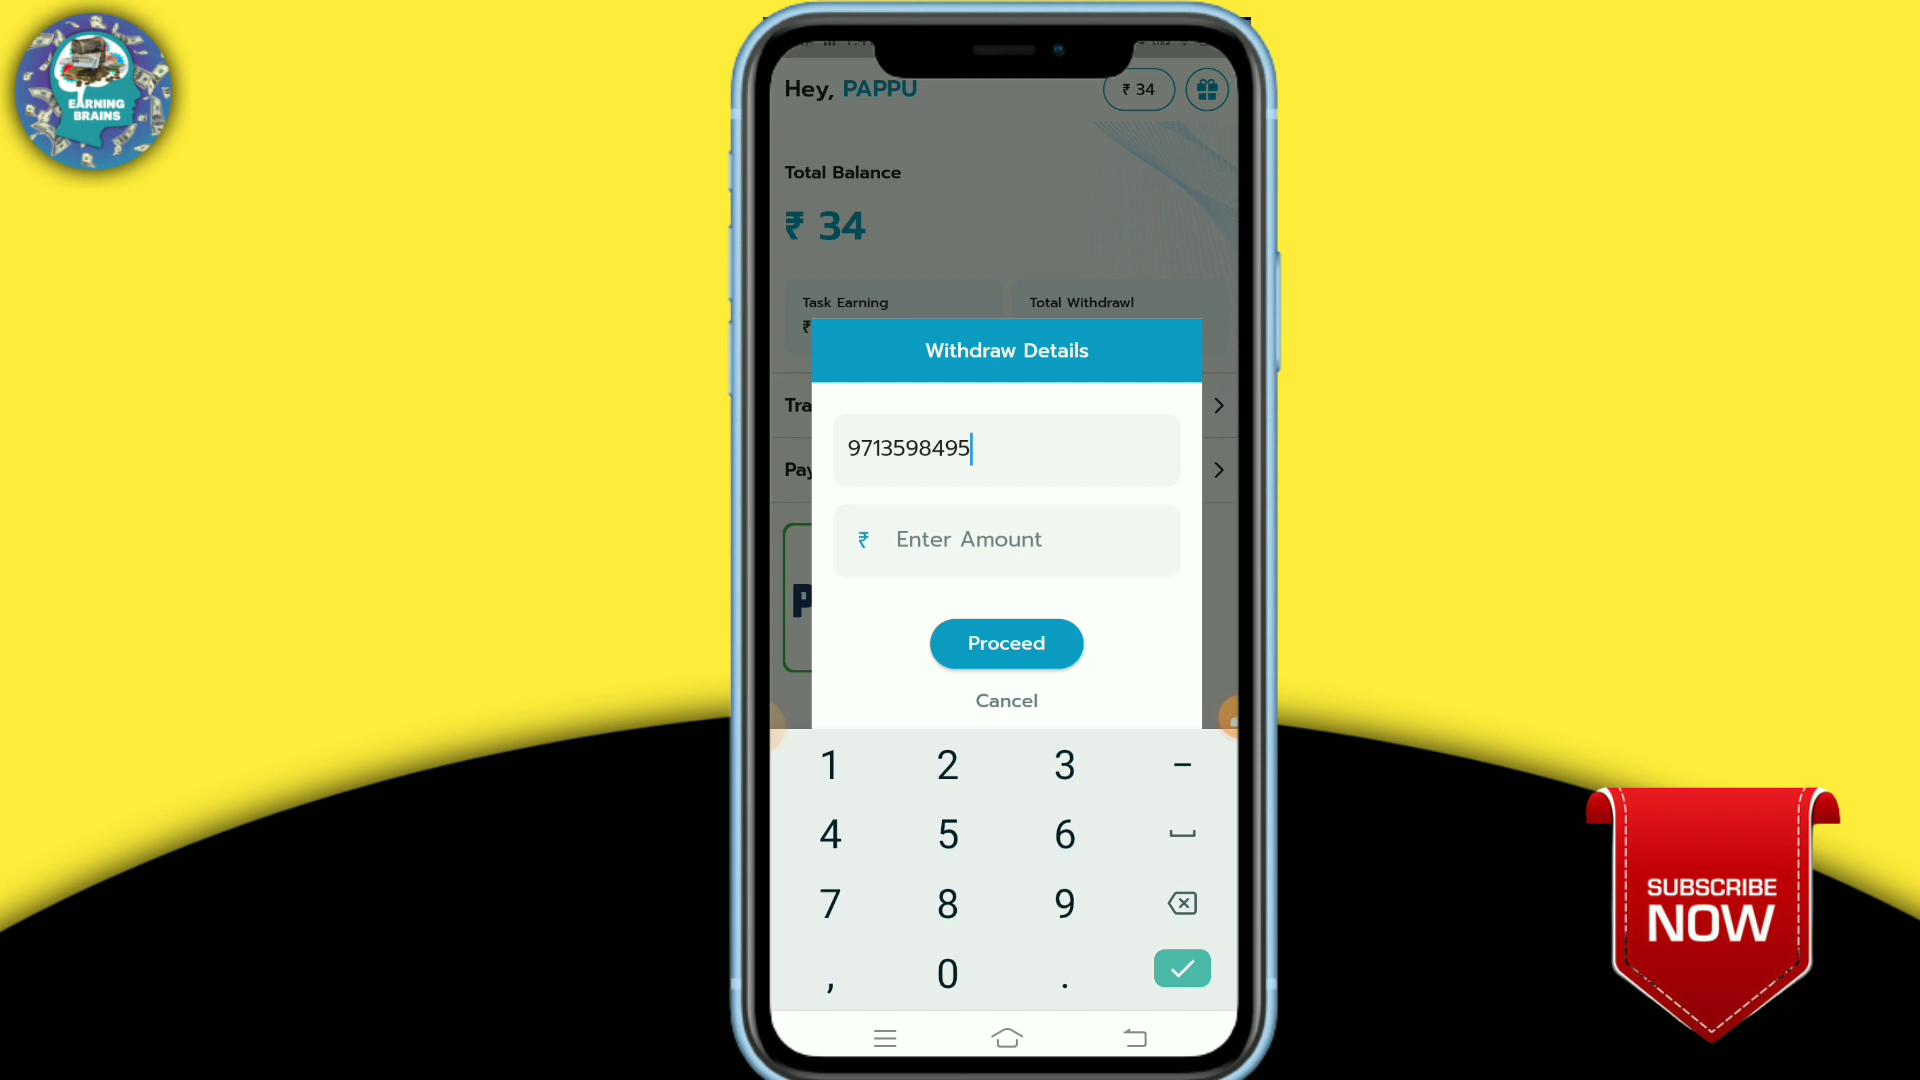 EARNING
BRAINS
Hey, PAPPU
₹ 34
Total Balance
₹ 34
Task Earning
Total Withdrawl
₹
Withdraw Details
Tra
9713598495
Pay
₹ Enter Amount
P
Proceed
Cancel
1 2 3 –
4 5 6
7 8 9
, 0 .
SUBSCRIBE
NOW